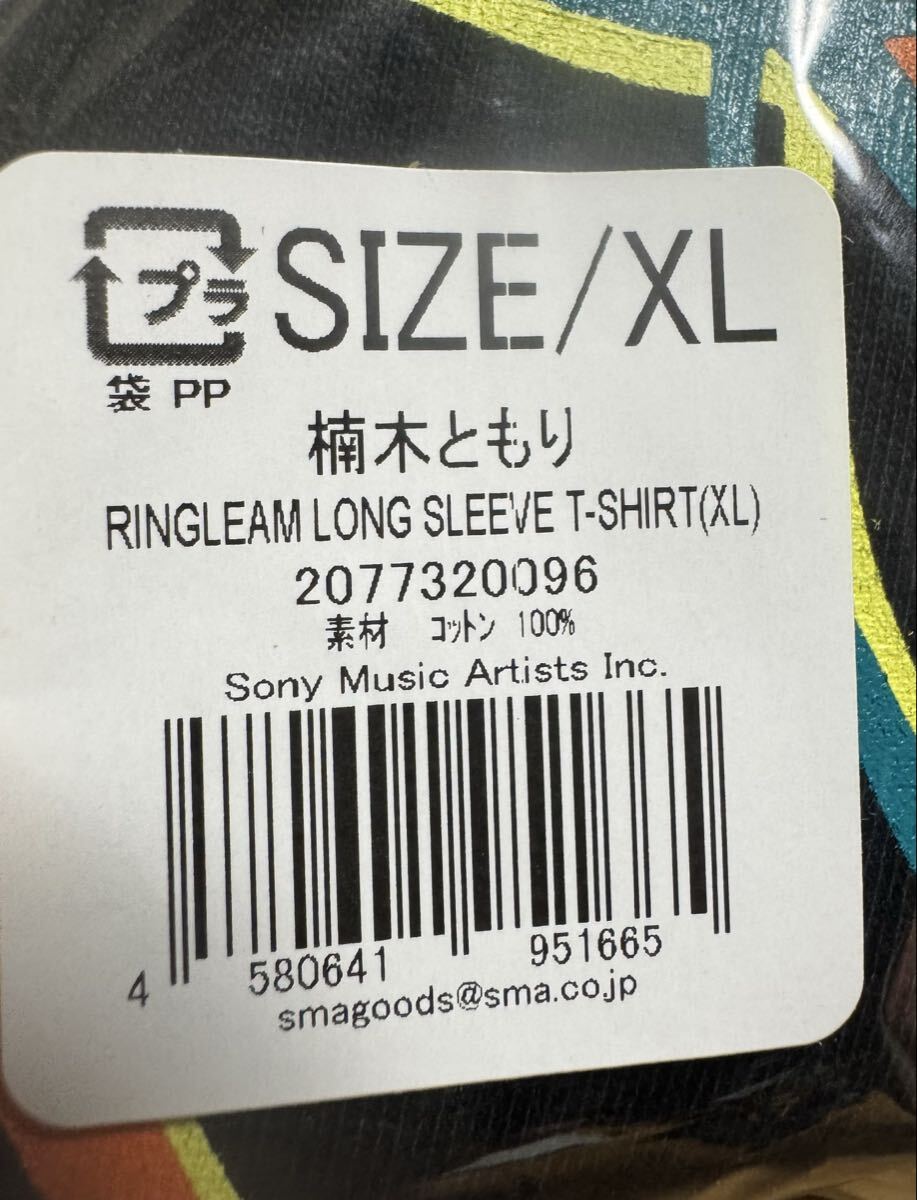 プラ
SIZE/XL
袋 PP
楠木ともり
RINGLEAM LONG SLEEVE T-SHIRT(XL)
2077320096
素材 ｺｯﾄﾝ 100%
Sony Music Artists Inc.
4 580641 951665
smagoods@sma.co.jp